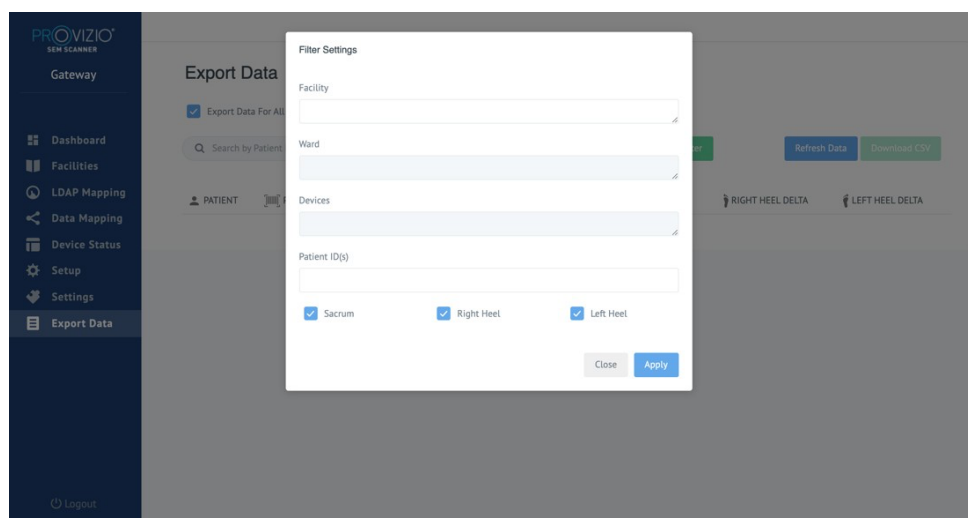 PROVIZIO®
SEM SCANNER
Gateway
Dashboard
Facilities
LDAP Mapping
Data Mapping
Device Status
Setup
Settings
Export Data
Logout
Export Data
Export Data For All
Search by Patient
Refresh Data
Download CSV
PATIENT
RIGHT HEEL DELTA
LEFT HEEL DELTA
Filter Settings
Facility
Ward
Devices
Patient ID(s)
Sacrum
Right Heel
Left Heel
Close
Apply